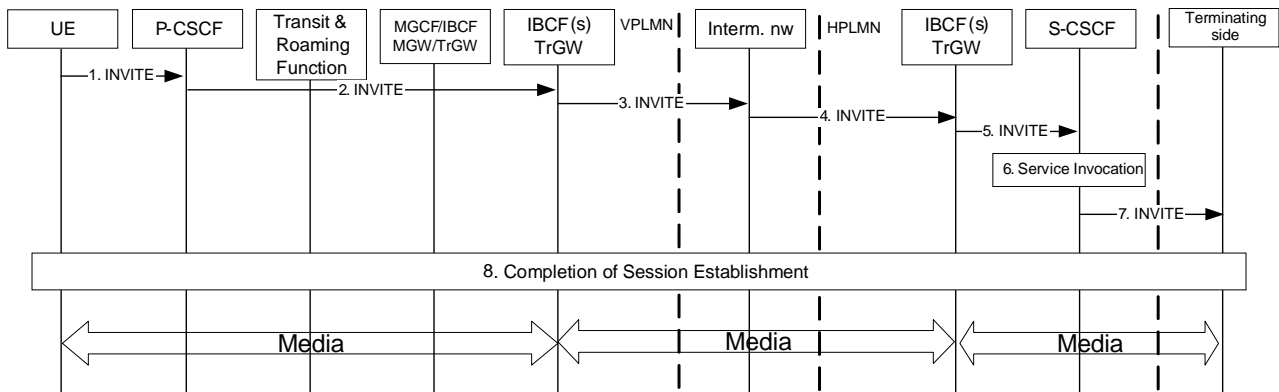 UE
P-CSCF
Transit &
Roaming
Function
MGCF/IBCF
MGW/TrGW
IBCF(s)
TrGW
VPLMN
Interm. nw
HPLMN
IBCF(s)
TrGW
S-CSCF
Terminating
side
1. INVITE
2. INVITE
3. INVITE
4. INVITE
5. INVITE
6. Service Invocation
7. INVITE
8. Completion of Session Establishment
Media
Media
Media